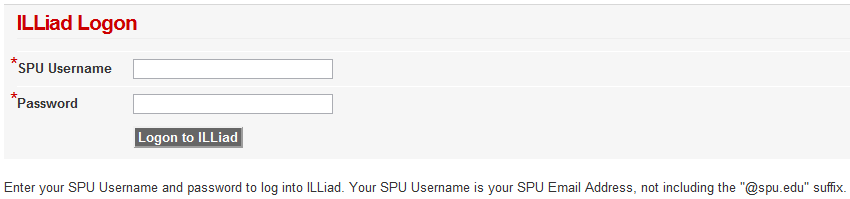 ILLiad Logon
*SPU Username
*Password
Logon to ILLiad
Enter your SPU Username and password to log into ILLiad. Your SPU Username is your SPU Email Address, not including the "@spu.edu" suffix.